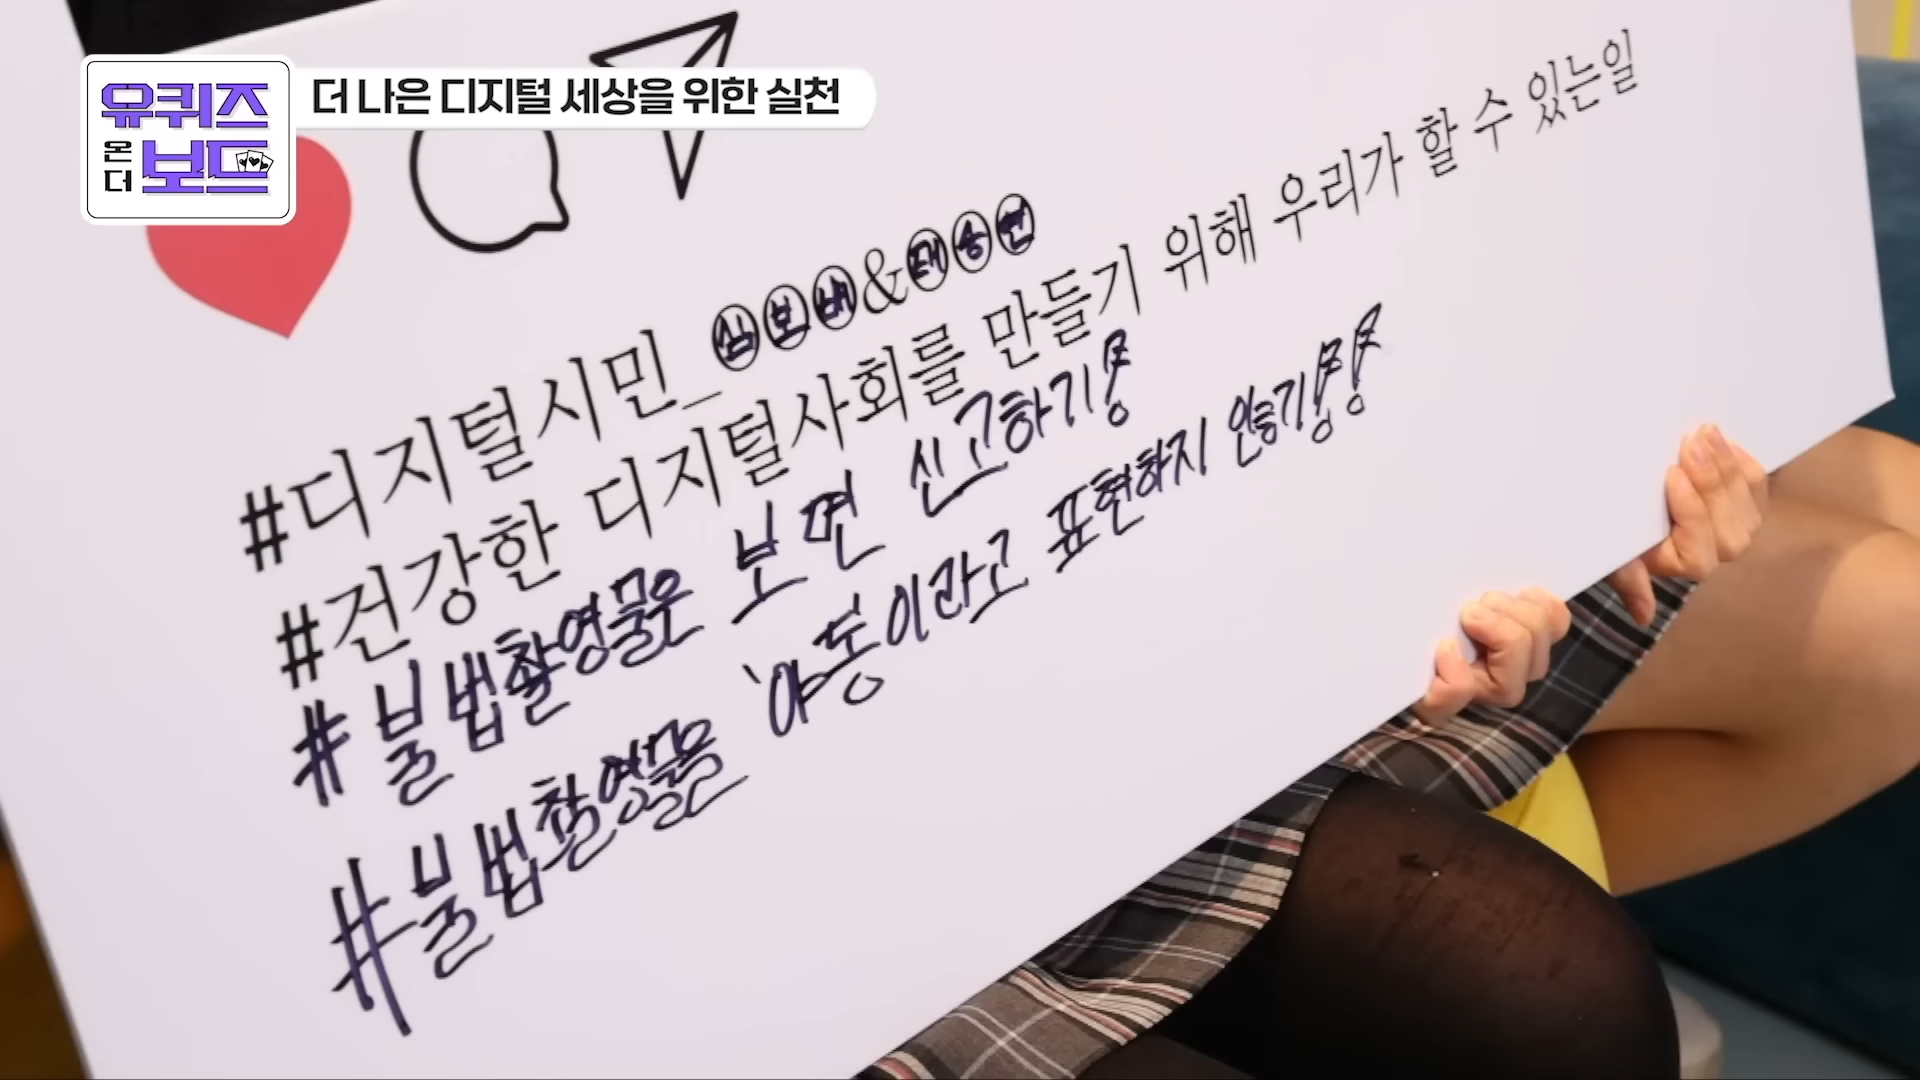 유퀴즈
온더
보드
더 나은 디지털 세상을 위한 실천
#디지털시민_심보배&태승연
#건강한 디지털사회를 만들기 위해 우리가 할 수 있는일
#불법촬영물은 보면 신고하기!
#불법촬영물을 '야동'이라고 표현하지 않기!!